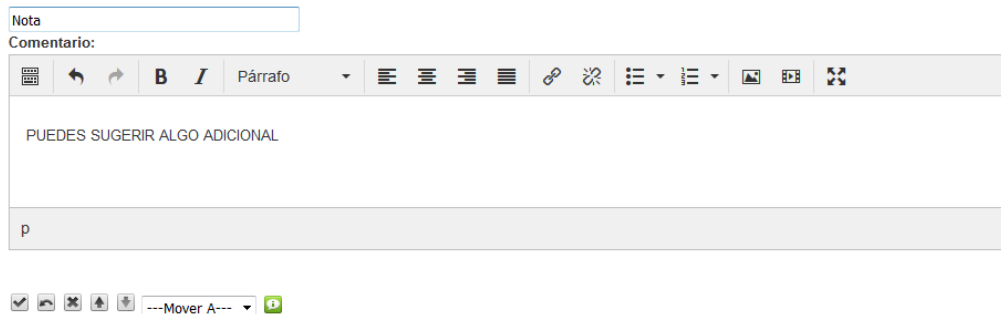 Nota
Comentario:
B I Párrafo
PUEDES SUGERIR ALGO ADICIONAL
p
---Mover A---